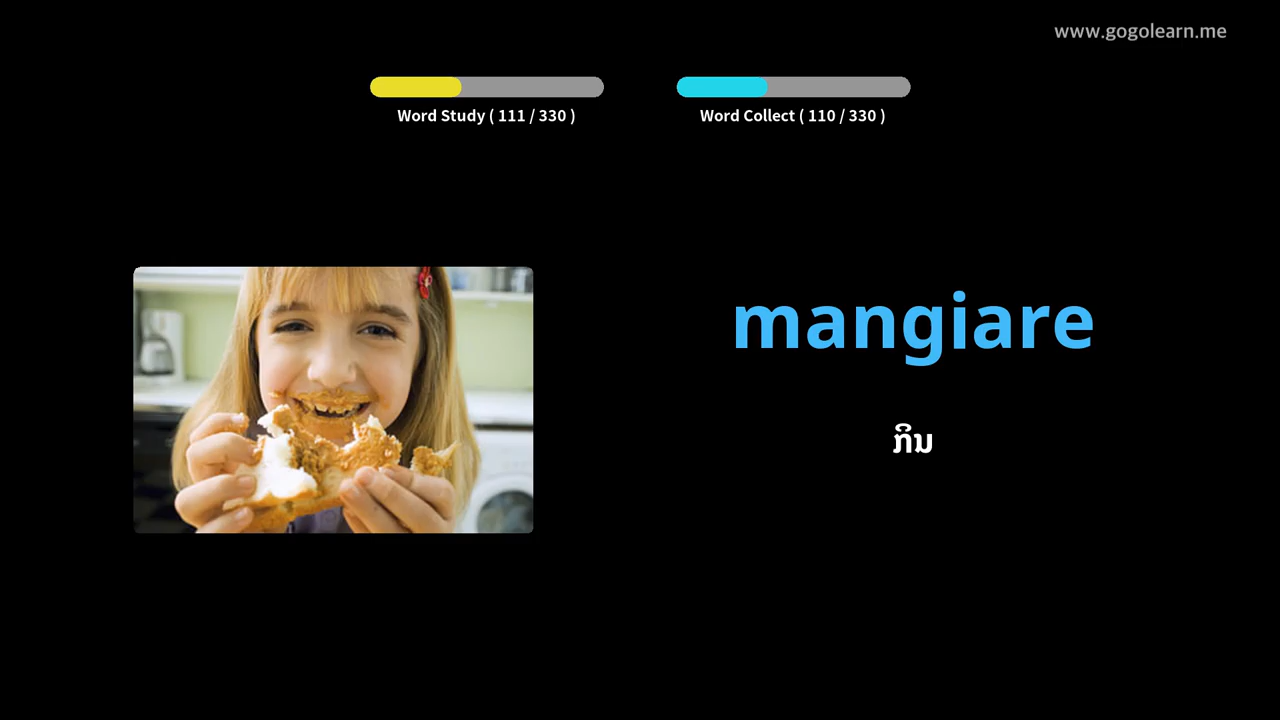 www.gogolearn.me
Word Study ( 111 / 330 )
Word Collect ( 110 / 330 )
mangiare
ກິນ